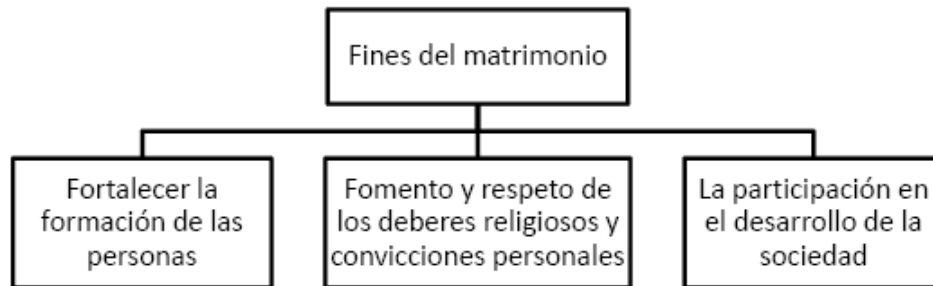 Fines del matrimonio
Fortalecer la
formación de las
personas
Fomento y respeto de
los deberes religiosos y
convicciones personales
La participación en
el desarrollo de la
sociedad